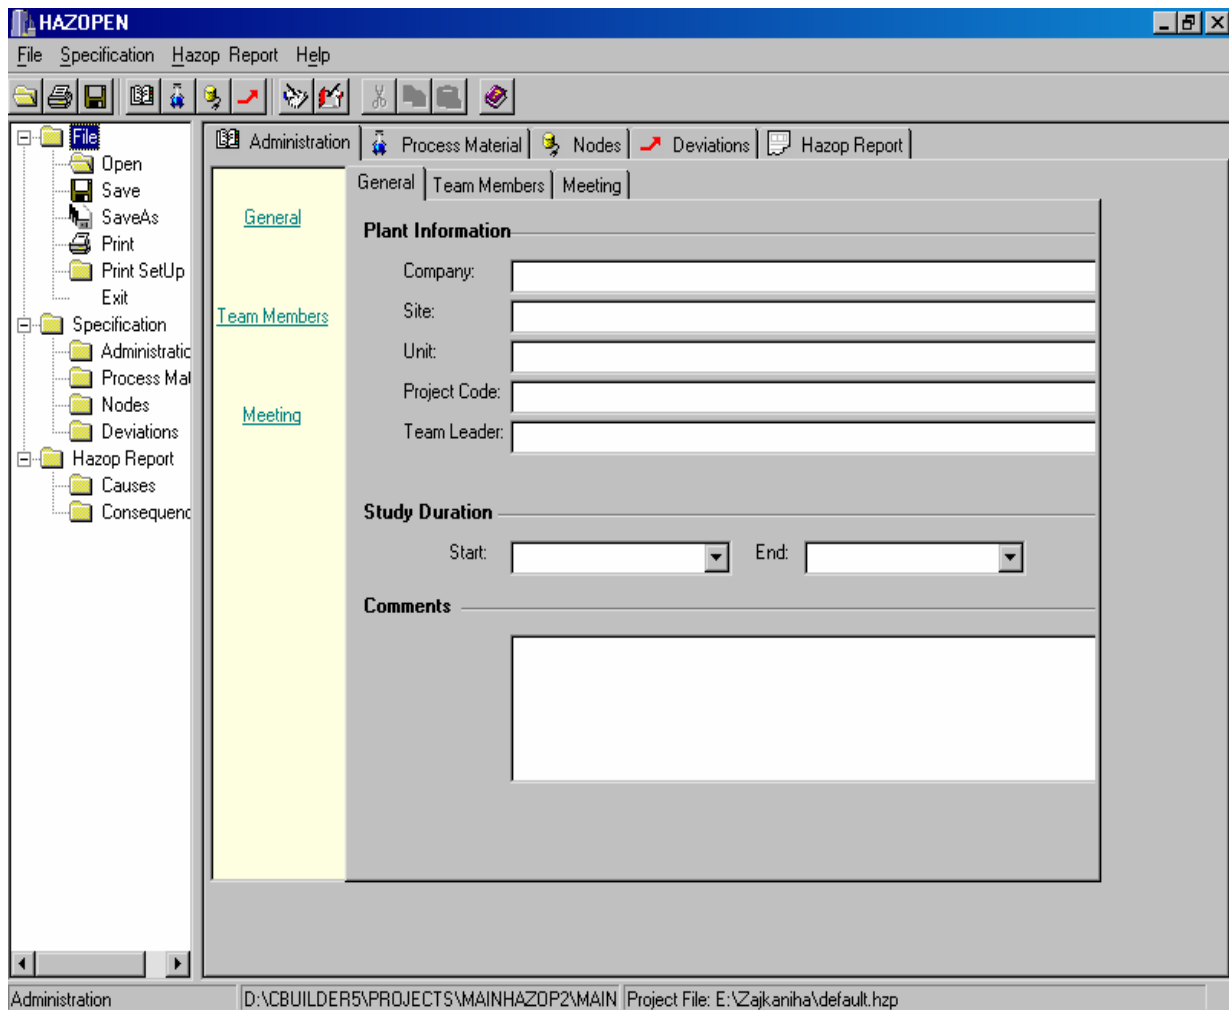 HAZOPEN
File Specification Hazop Report Help
File
Open
Save
SaveAs
Print
Print SetUp
Exit
Specification
Administratic
Process Mat
Nodes
Deviations
Hazop Report
Causes
Consequenc
Administration Process Material Nodes Deviations Hazop Report
General
Team Members
Meeting
General Team Members Meeting
Plant Information
Company:
Site:
Unit:
Project Code:
Team Leader:
Study Duration
Start: End:
Comments
Administration D:\CBUILDER5\PROJECTS\MAINHAZOP2\MAIN Project File: E:\Zajkaniha\default.hzp